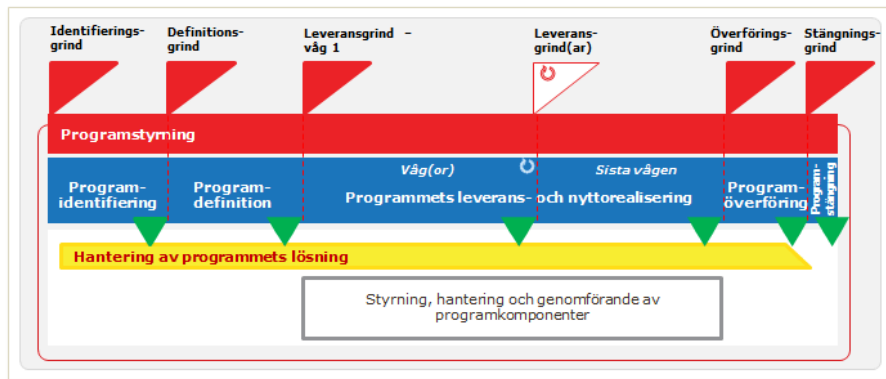 Identifierings-
grind
Definitions-
grind
Leveransgrind –
våg 1
Leverans-
grind(ar)
Överförings-
grind
Stängnings-
grind
Programstyrning
Program-
identifiering
Program-
definition
Våg(or)
Sista vågen
Programmets leverans- och nyttorealisering
Program-
överföring
Program-
stängning
Hantering av programmets lösning
Styrning, hantering och genomförande av
programkomponenter